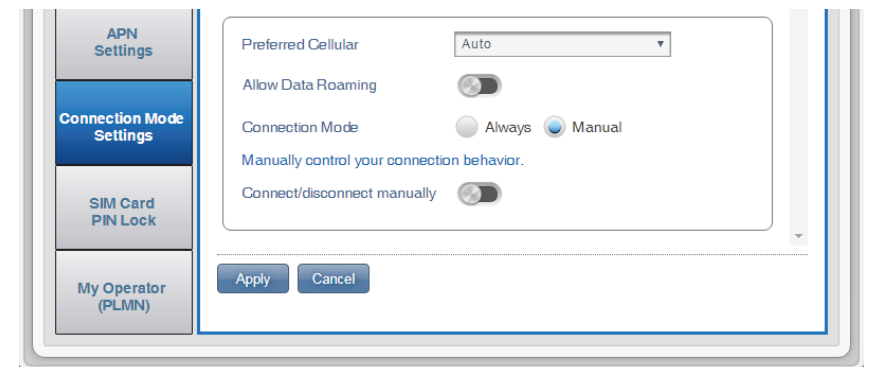 APN
Settings
Connection Mode
Settings
SIM Card
PIN Lock
My Operator
(PLMN)
Preferred Cellular Auto
Allow Data Roaming
Connection Mode Always Manual
Manually control your connection behavior.
Connect/disconnect manually
Apply Cancel